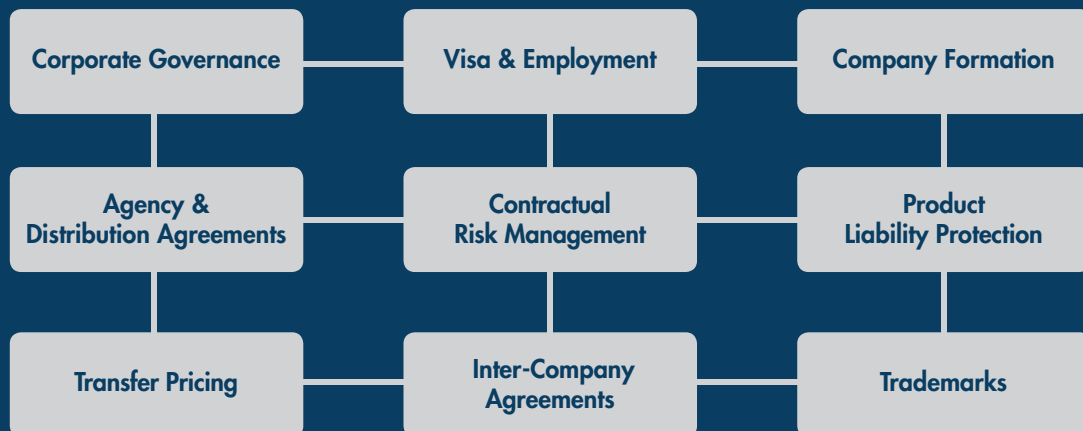 Corporate Governance
Visa & Employment
Company Formation
Agency &
Distribution Agreements
Contractual
Risk Management
Product
Liability Protection
Transfer Pricing
Inter-Company
Agreements
Trademarks